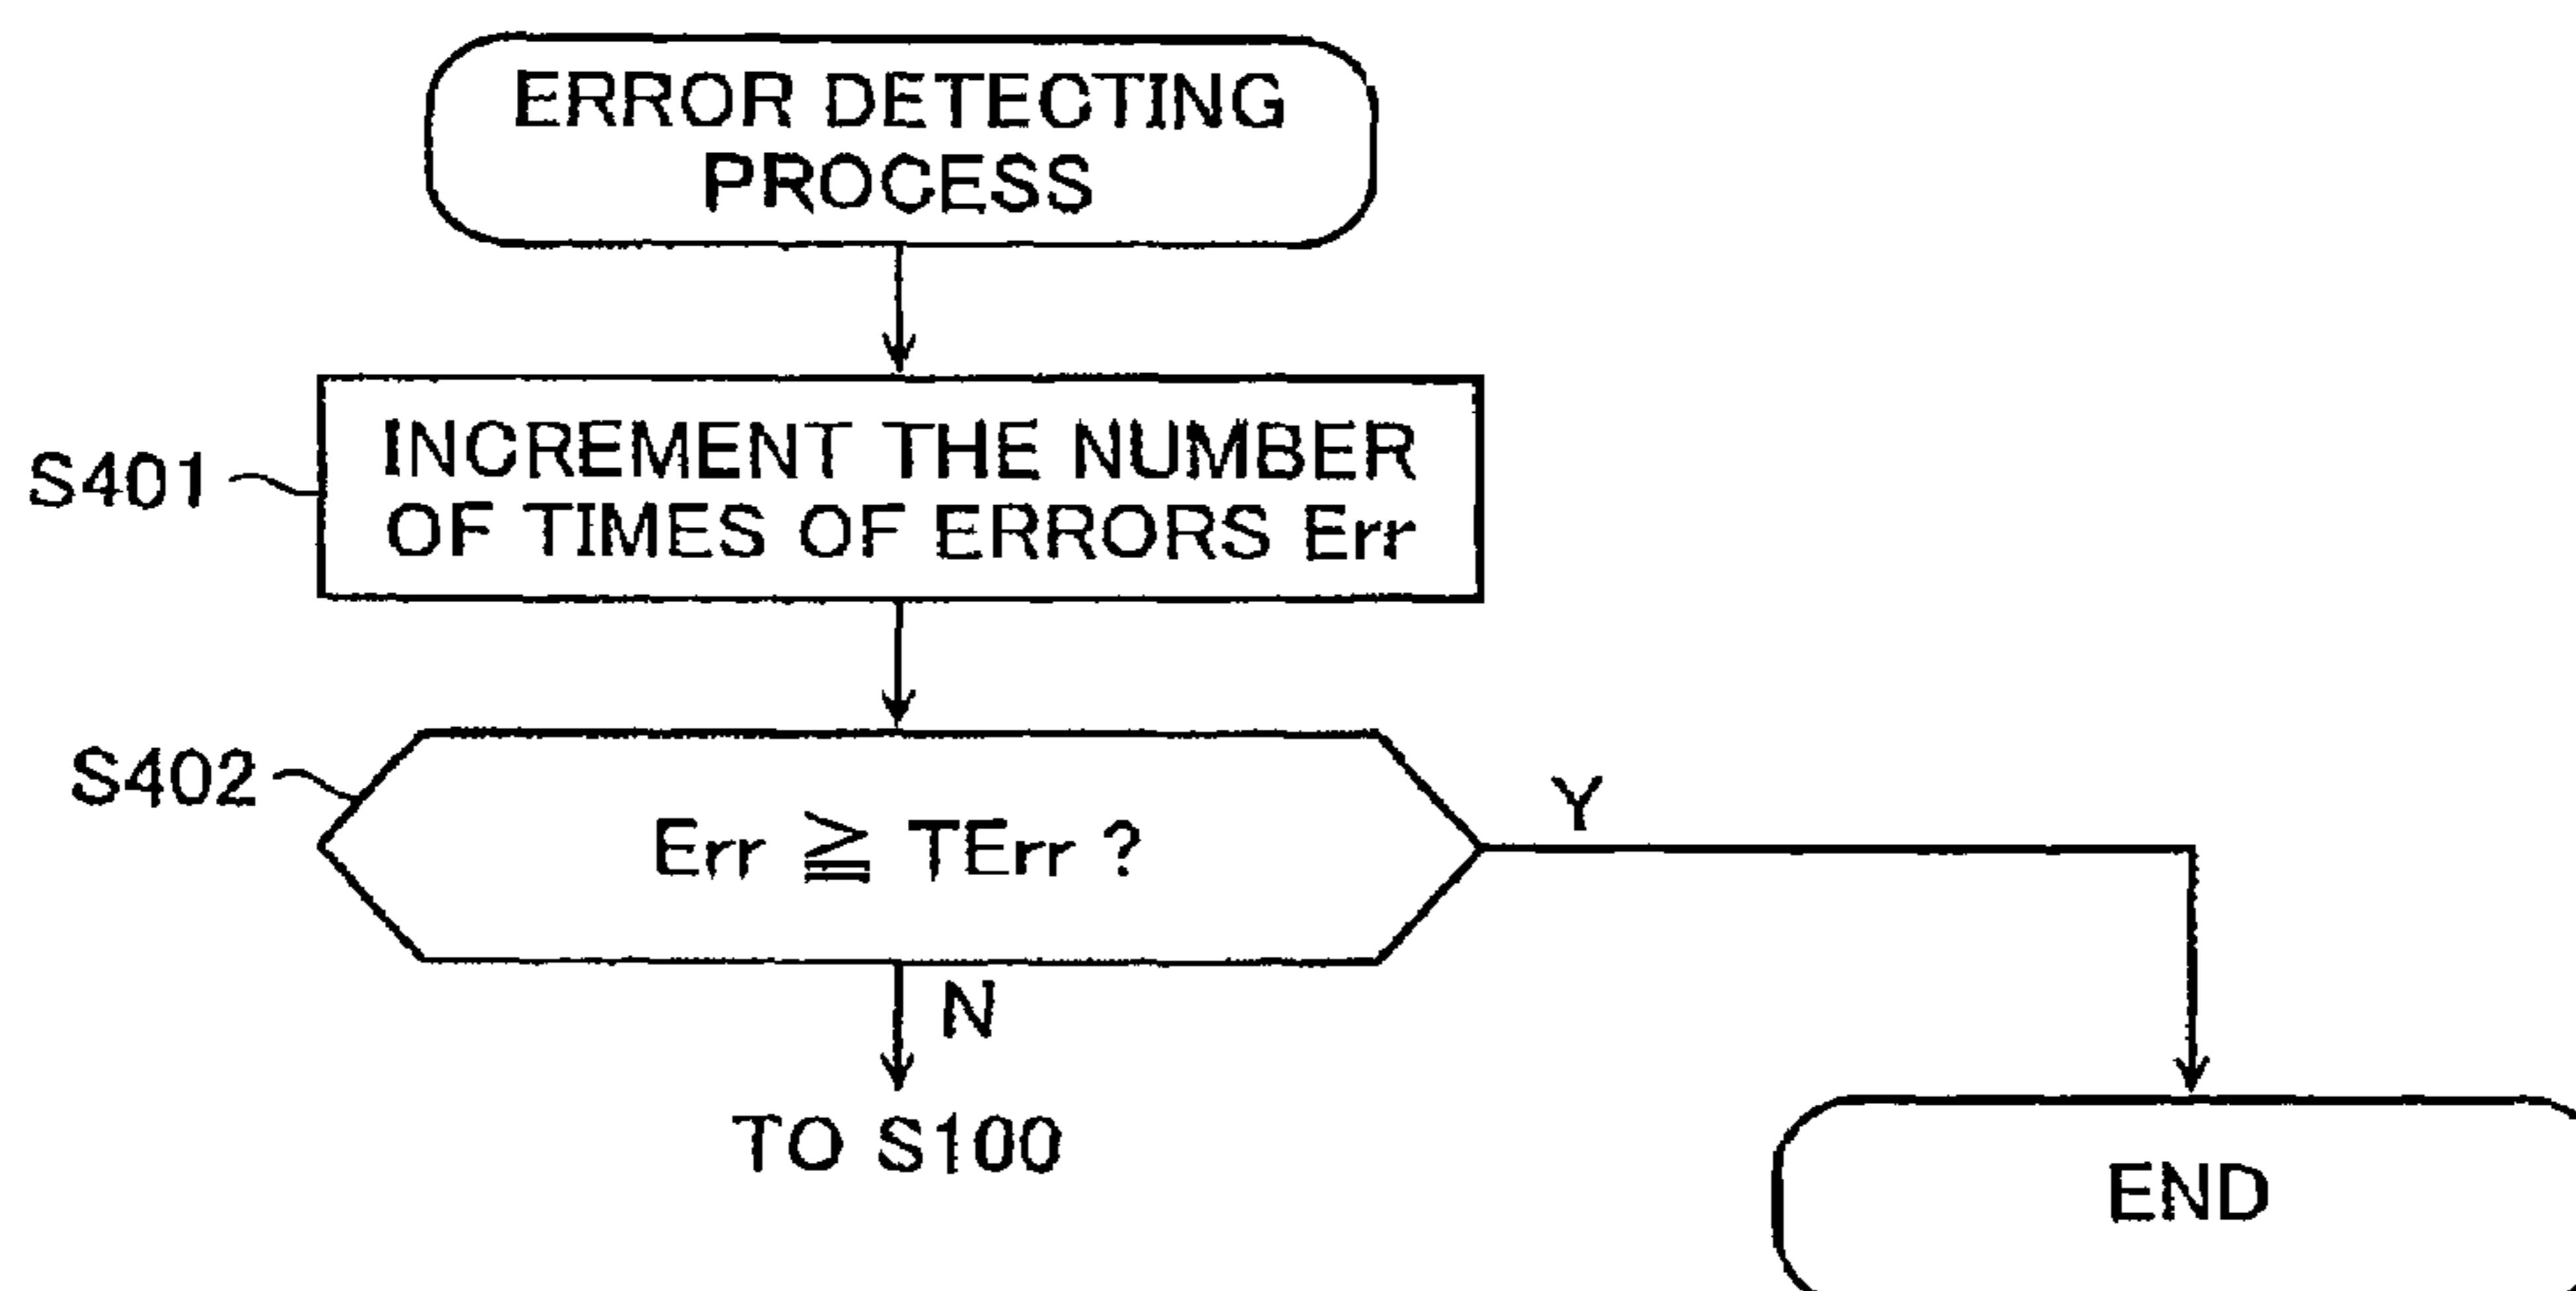 ERROR DETECTING
PROCESS
S401
INCREMENT THE NUMBER
OF TIMES OF ERRORS Err
S402
Err ≧ TErr ?
Y
N
TO S100
END